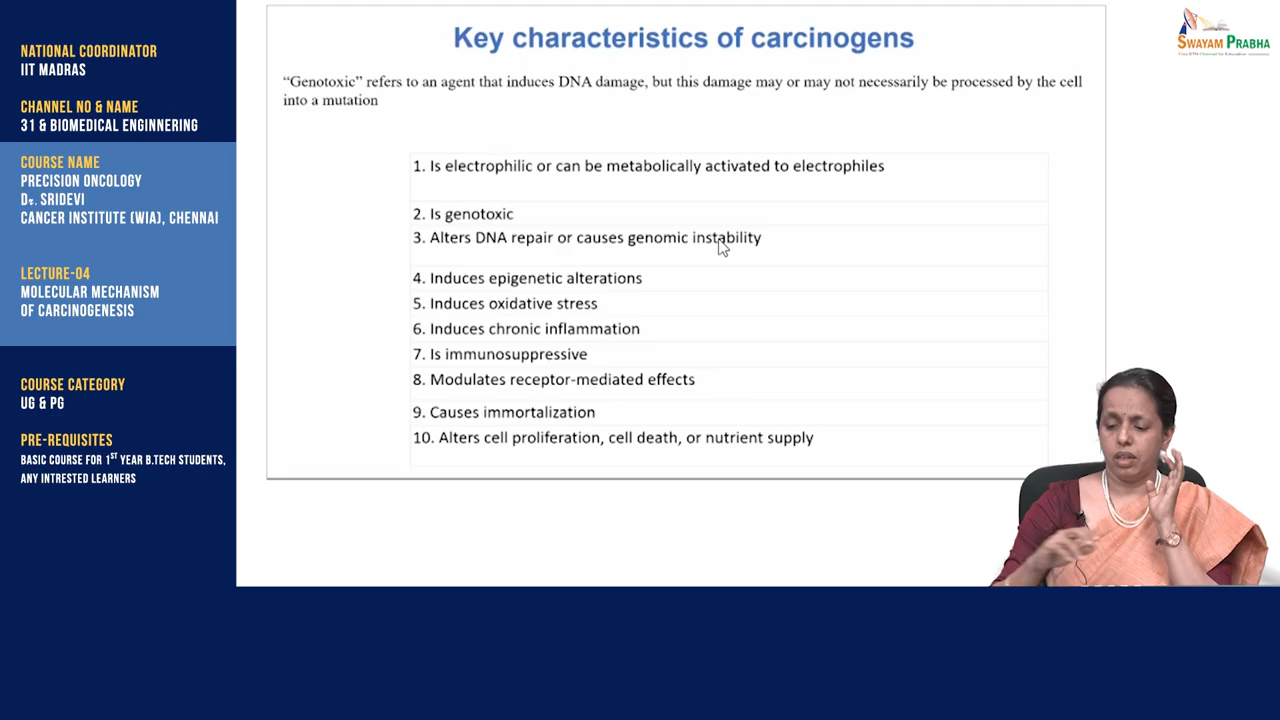 NATIONAL COORDINATOR
IIT MADRAS
CHANNEL NO & NAME
31 & BIOMEDICAL ENGINNERING
COURSE NAME
PRECISION ONCOLOGY
Dr. SRIDEVI
CANCER INSTITUTE (WIA), CHENNAI
LECTURE-04
MOLECULAR MECHANISM
OF CARCINOGENESIS
COURSE CATEGORY
UG & PG
PRE-REQUISITES
BASIC COURSE FOR 1ST YEAR B.TECH STUDENTS,
ANY INTRESTED LEARNERS
Key characteristics of carcinogens
“Genotoxic” refers to an agent that induces DNA damage, but this damage may or may not necessarily be processed by the cell
into a mutation
1. Is electrophilic or can be metabolically activated to electrophiles
2. Is genotoxic
3. Alters DNA repair or causes genomic instability
4. Induces epigenetic alterations
5. Induces oxidative stress
6. Induces chronic inflammation
7. Is immunosuppressive
8. Modulates receptor-mediated effects
9. Causes immortalization
10. Alters cell proliferation, cell death, or nutrient supply
SWAYAM PRABHA